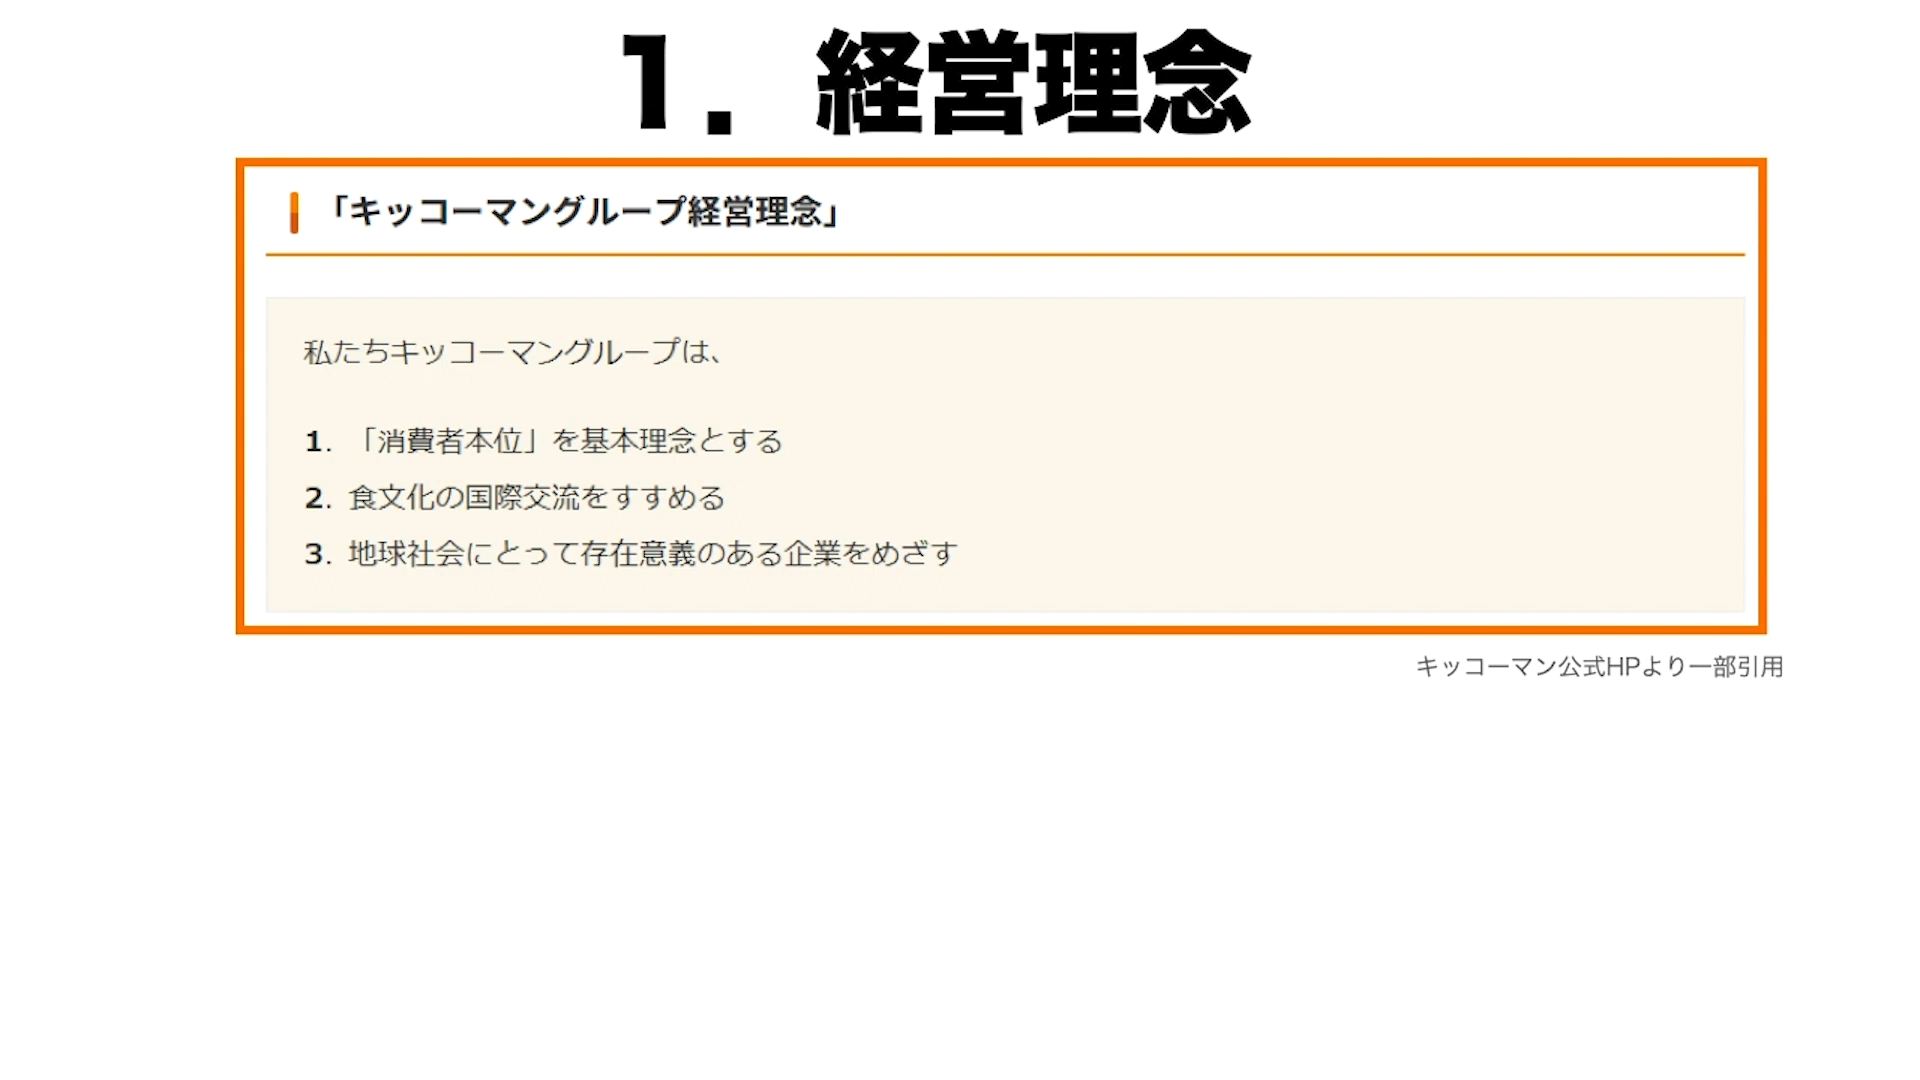 1．経営理念
「キッコーマングループ経営理念」
私たちキッコーマングループは、
1. 「消費者本位」を基本理念とする
2. 食文化の国際交流をすすめる
3. 地球社会にとって存在意義のある企業をめざす
キッコーマン公式HPより一部引用